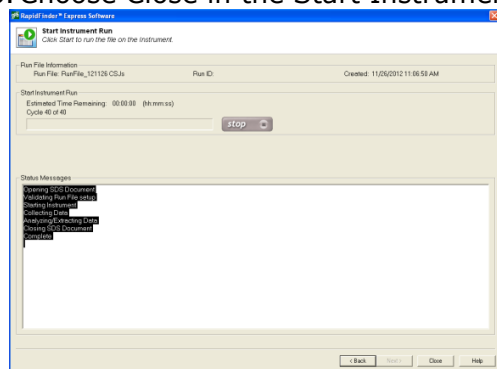 Choose Close in the Start Instrumen
RapidFinder™ Express Software
Start Instrument Run
Click Start to run the file on the instrument.
Run File Information
Run File: RunFile_121126 CSJs
Run ID:
Created: 11/26/2012 11:06:50 AM
Start Instrument Run
Estimated Time Remaining: 00:00:00 (hh:mm:ss)
Cycle 40 of 40
stop
Status Messages
Opening SDS Document
Validating Run File setup
Starting Instrument
Collecting Data
Analyzing/Extracting Data
Closing SDS Document
Complete
< Back
Next >
Close
Help